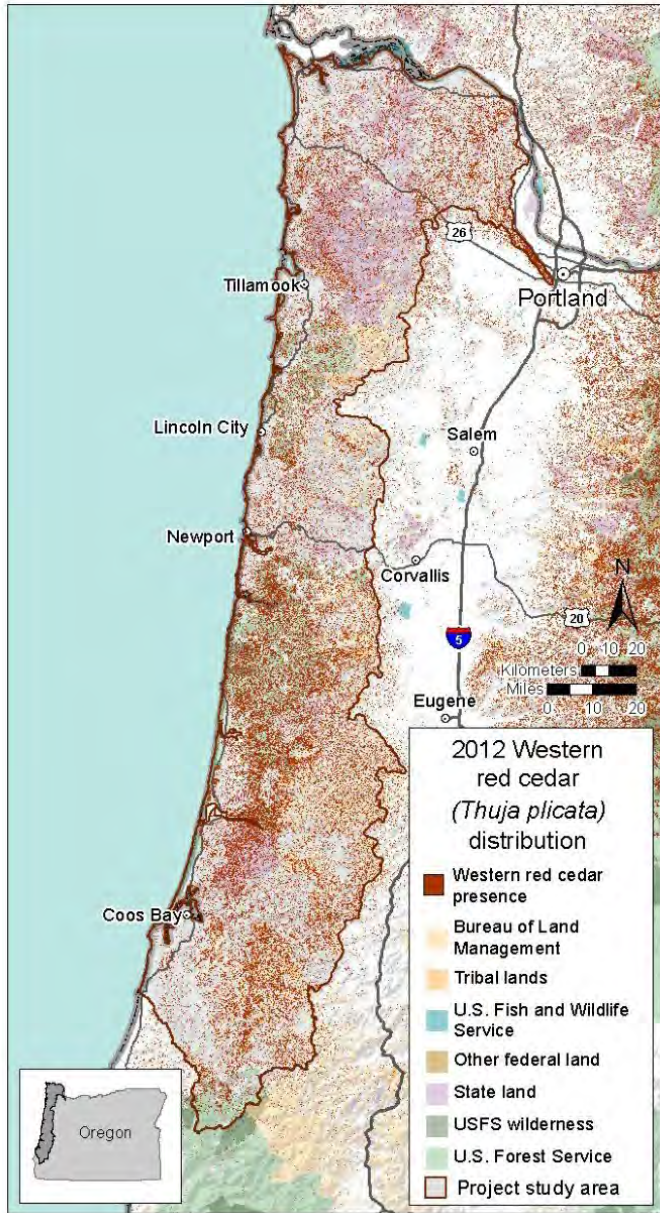 26
Tillamook
Portland
Lincoln City
Salem
Newport
Corvallis
N
20
5
0 10 20
Kilometers
Miles
0 10 20
Eugene
Coos Bay
2012 Western
red cedar
(Thuja plicata)
distribution
Western red cedar
presence
Bureau of Land
Management
Tribal lands
U.S. Fish and Wildlife
Service
Other federal land
State land
USFS wilderness
U.S. Forest Service
Project study area
Oregon